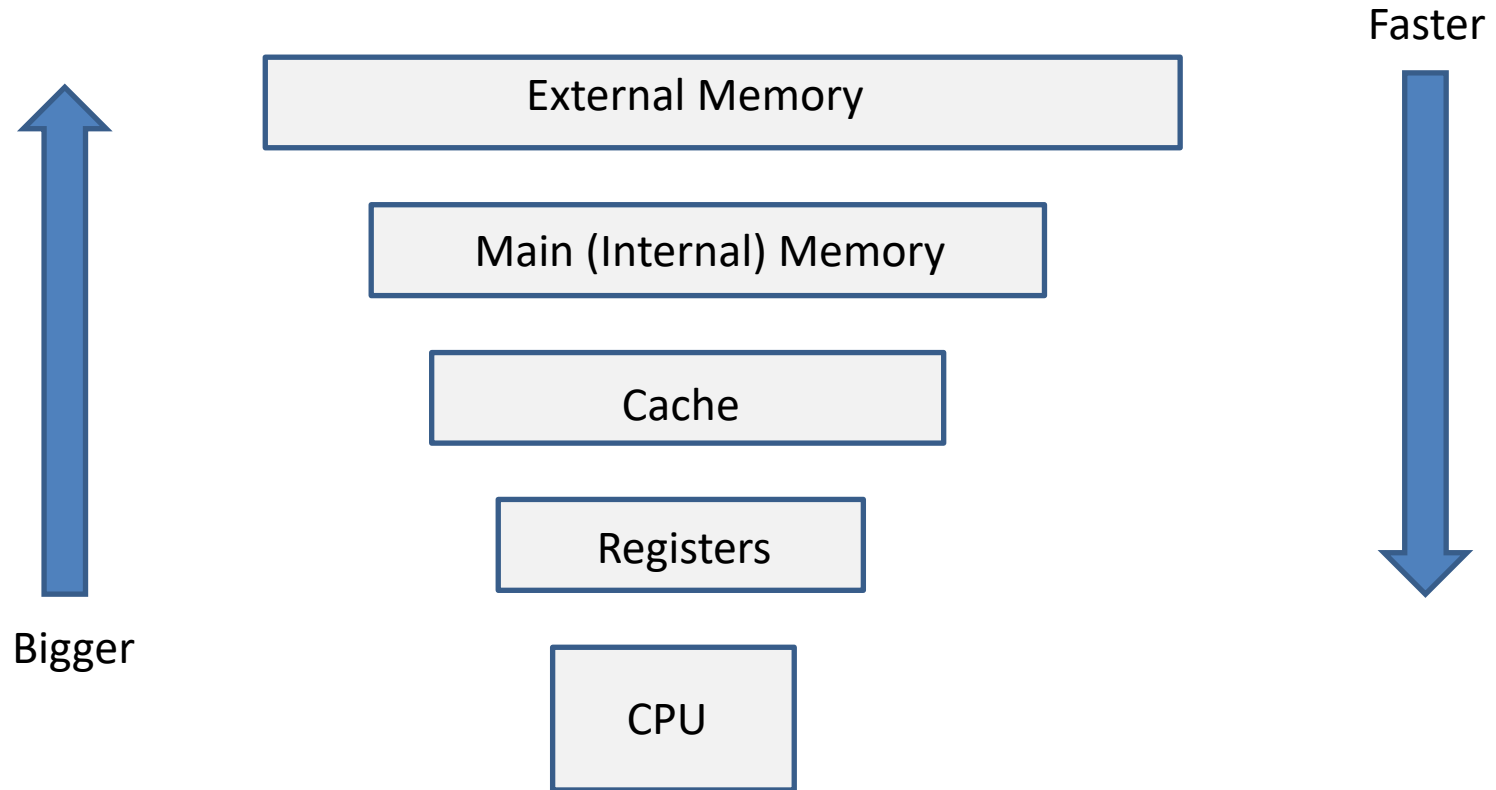 Faster
External Memory
Main (Internal) Memory
Cache
Registers
Bigger
CPU